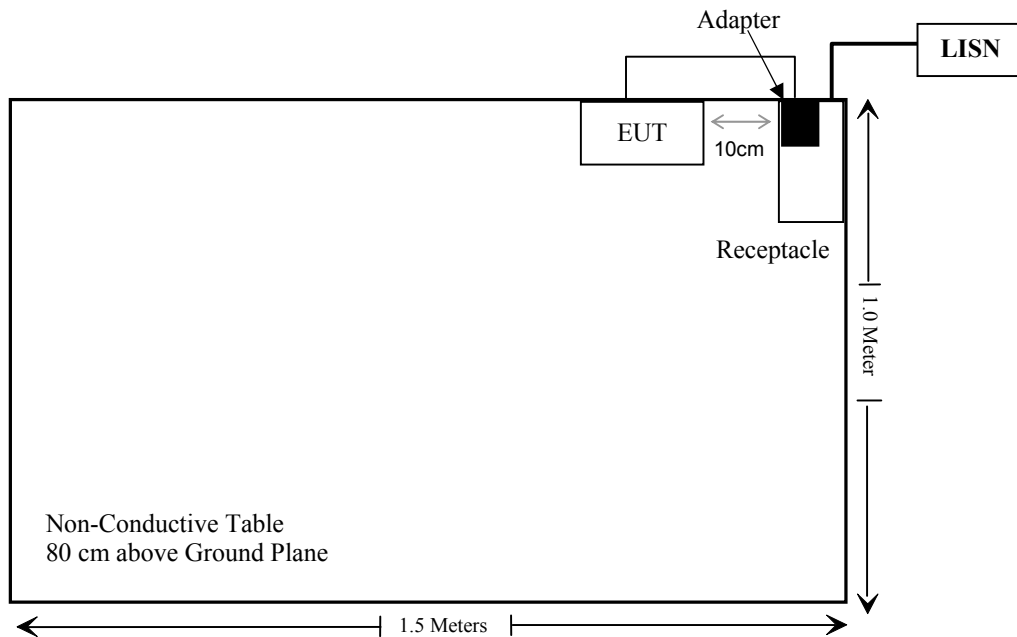 Adapter
LISN
EUT
10cm
Receptacle
1.0 Meter
Non-Conductive Table
80 cm above Ground Plane
1.5 Meters